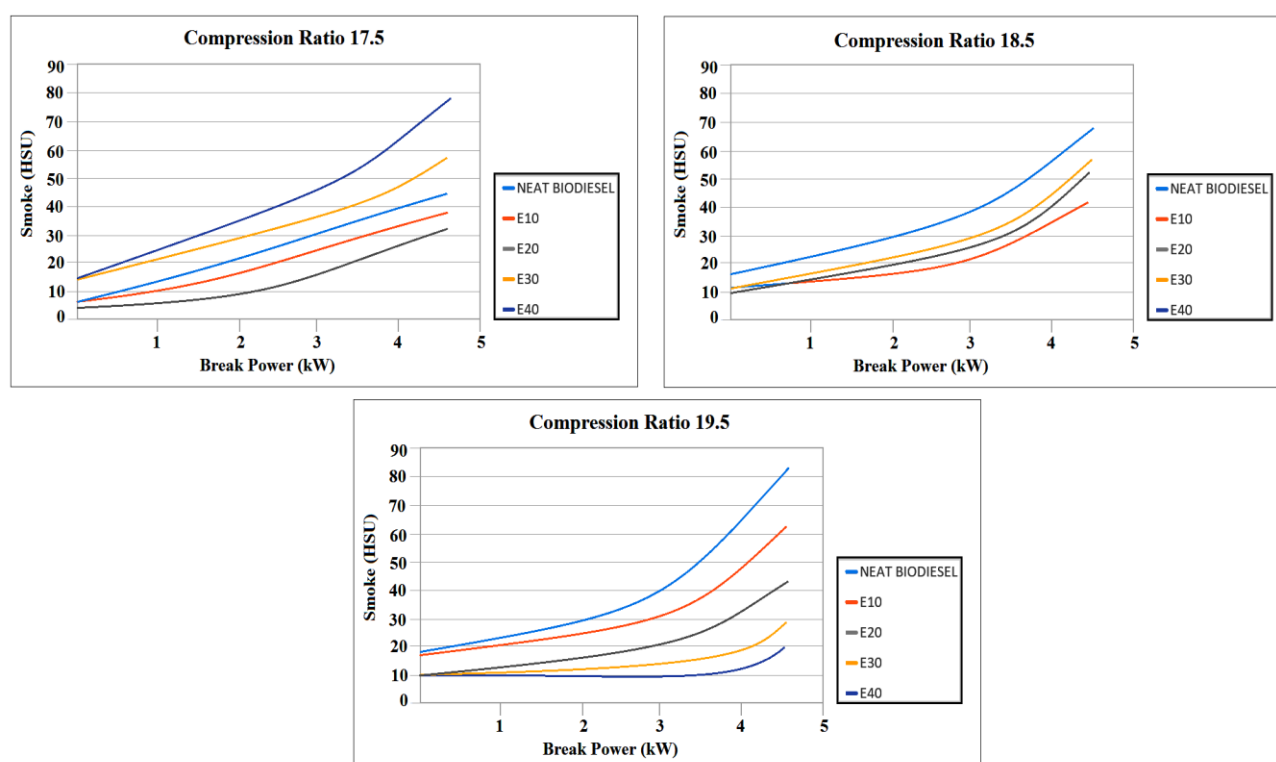 Compression Ratio 17.5
90
80
70
60
50
40
30
20
10
0
Smoke (HSU)
1 2 3 4 5
Break Power (kW)
NEAT BIODIESEL
E10
E20
E30
E40
Compression Ratio 18.5
90
80
70
60
50
40
30
20
10
0
Smoke (HSU)
1 2 3 4 5
Break Power (kW)
NEAT BIODIESEL
E10
E20
E30
E40
Compression Ratio 19.5
90
80
70
60
50
40
30
20
10
0
Smoke (HSU)
1 2 3 4 5
Break Power (kW)
NEAT BIODIESEL
E10
E20
E30
E40